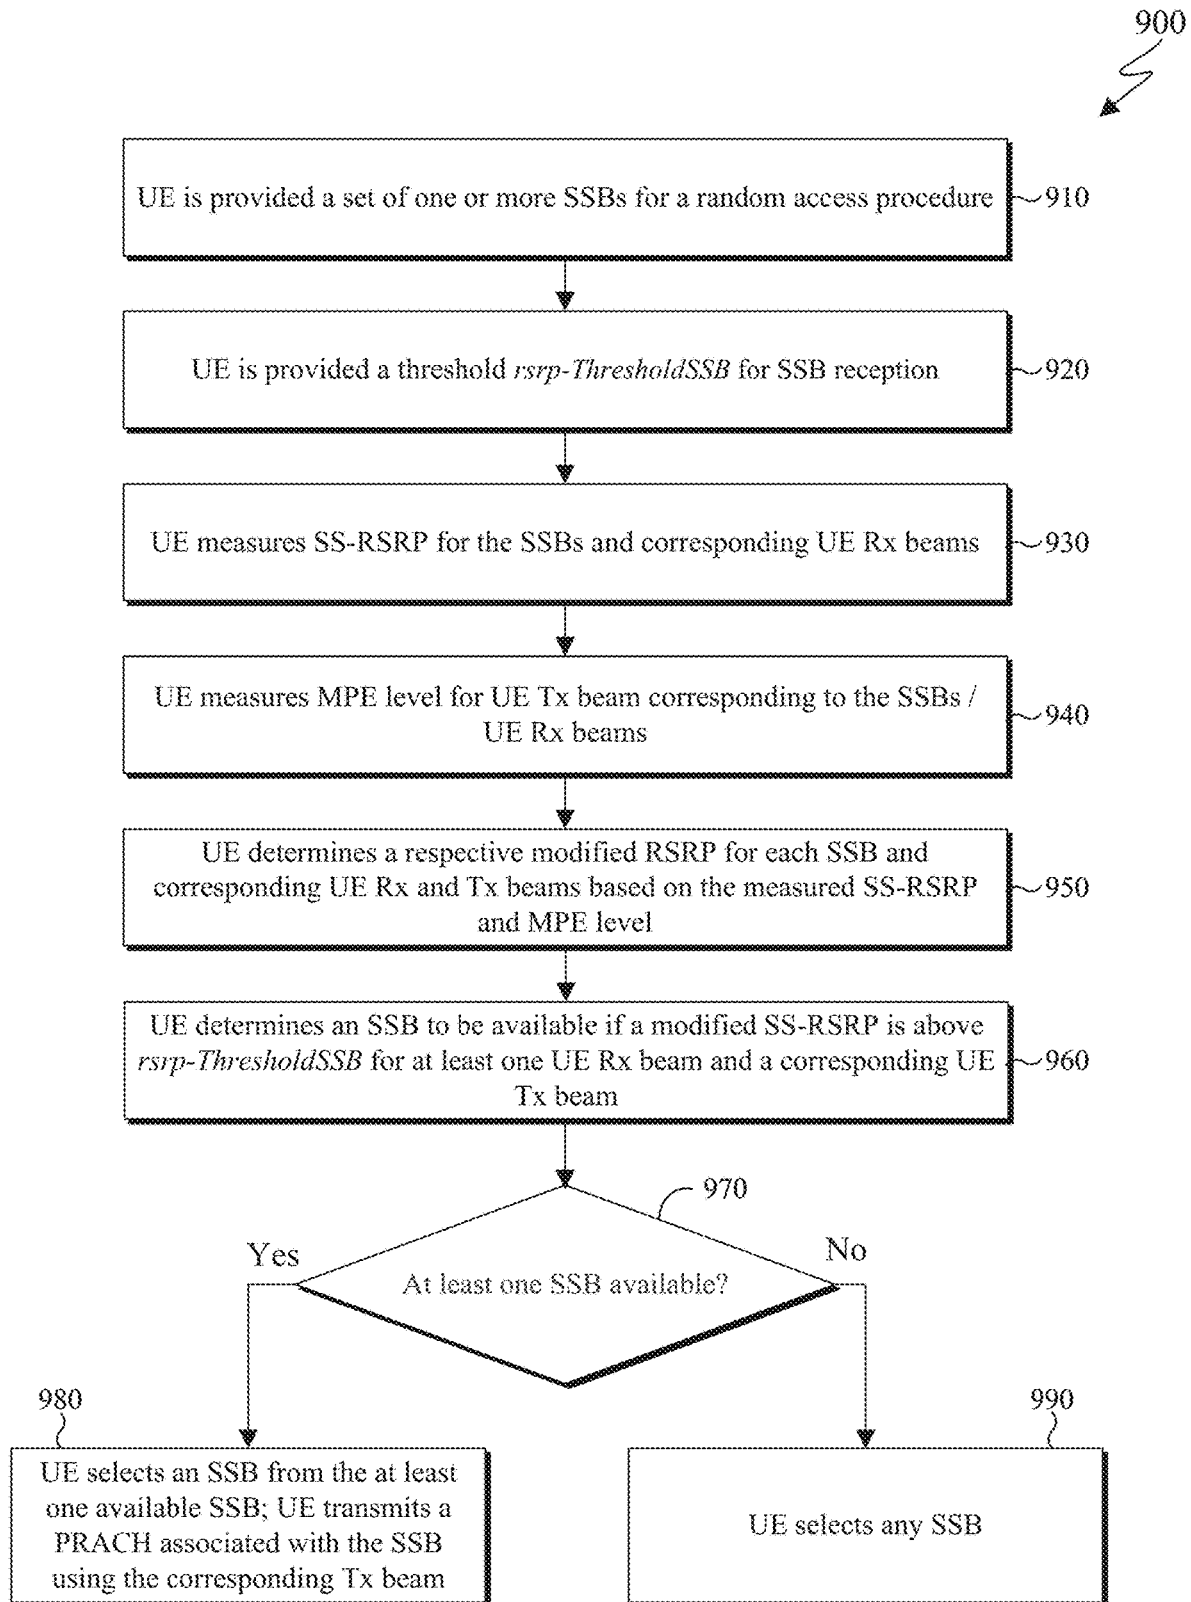 900
UE is provided a set of one or more SSBs for a random access procedure
910
UE is provided a threshold rsrp-ThresholdSSB for SSB reception
920
UE measures SS-RSRP for the SSBs and corresponding UE Rx beams
930
UE measures MPE level for UE Tx beam corresponding to the SSBs /
UE Rx beams
940
UE determines a respective modified RSRP for each SSB and
corresponding UE Rx and Tx beams based on the measured SS-RSRP
and MPE level
950
UE determines an SSB to be available if a modified SS-RSRP is above
rsrp-ThresholdSSB for at least one UE Rx beam and a corresponding UE
Tx beam
960
970
Yes
No
At least one SSB available?
980
UE selects an SSB from the at least
one available SSB; UE transmits a
PRACH associated with the SSB
using the corresponding Tx beam
990
UE selects any SSB